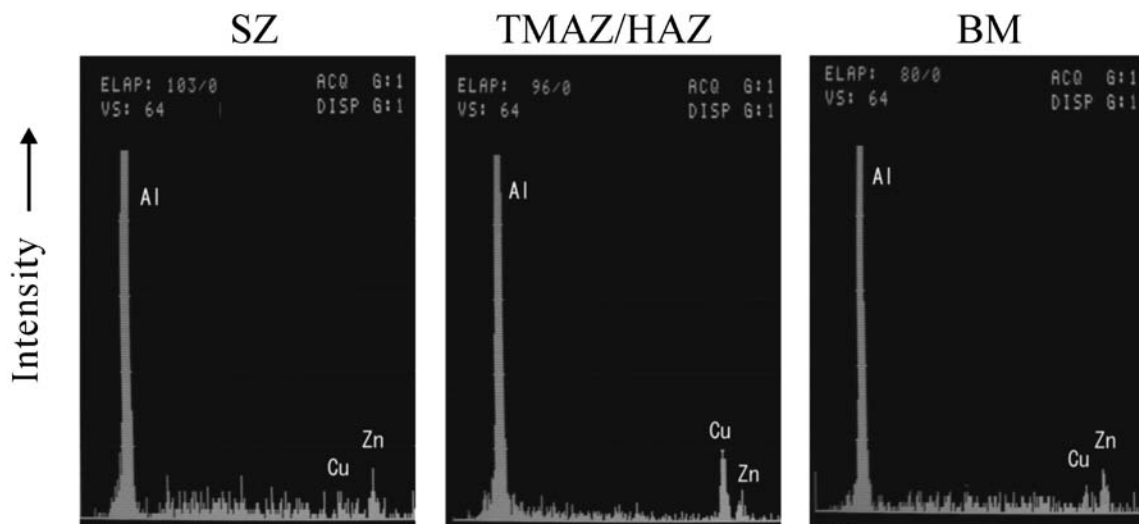 SZ
TMAZ/HAZ
BM
Intensity
ELAP: 103/0 ACQ G:1
VS: 64 DISP G:1
Al
Cu
Zn
ELAP: 96/0 ACQ G:1
VS: 64 DISP G:1
Al
Cu
Zn
ELAP: 80/0 ACQ G:1
VS: 64 DISP G:1
Al
Cu
Zn